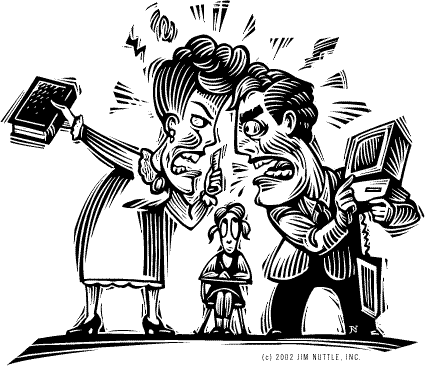 (c) 2002 JIM NUTTLE, INC.